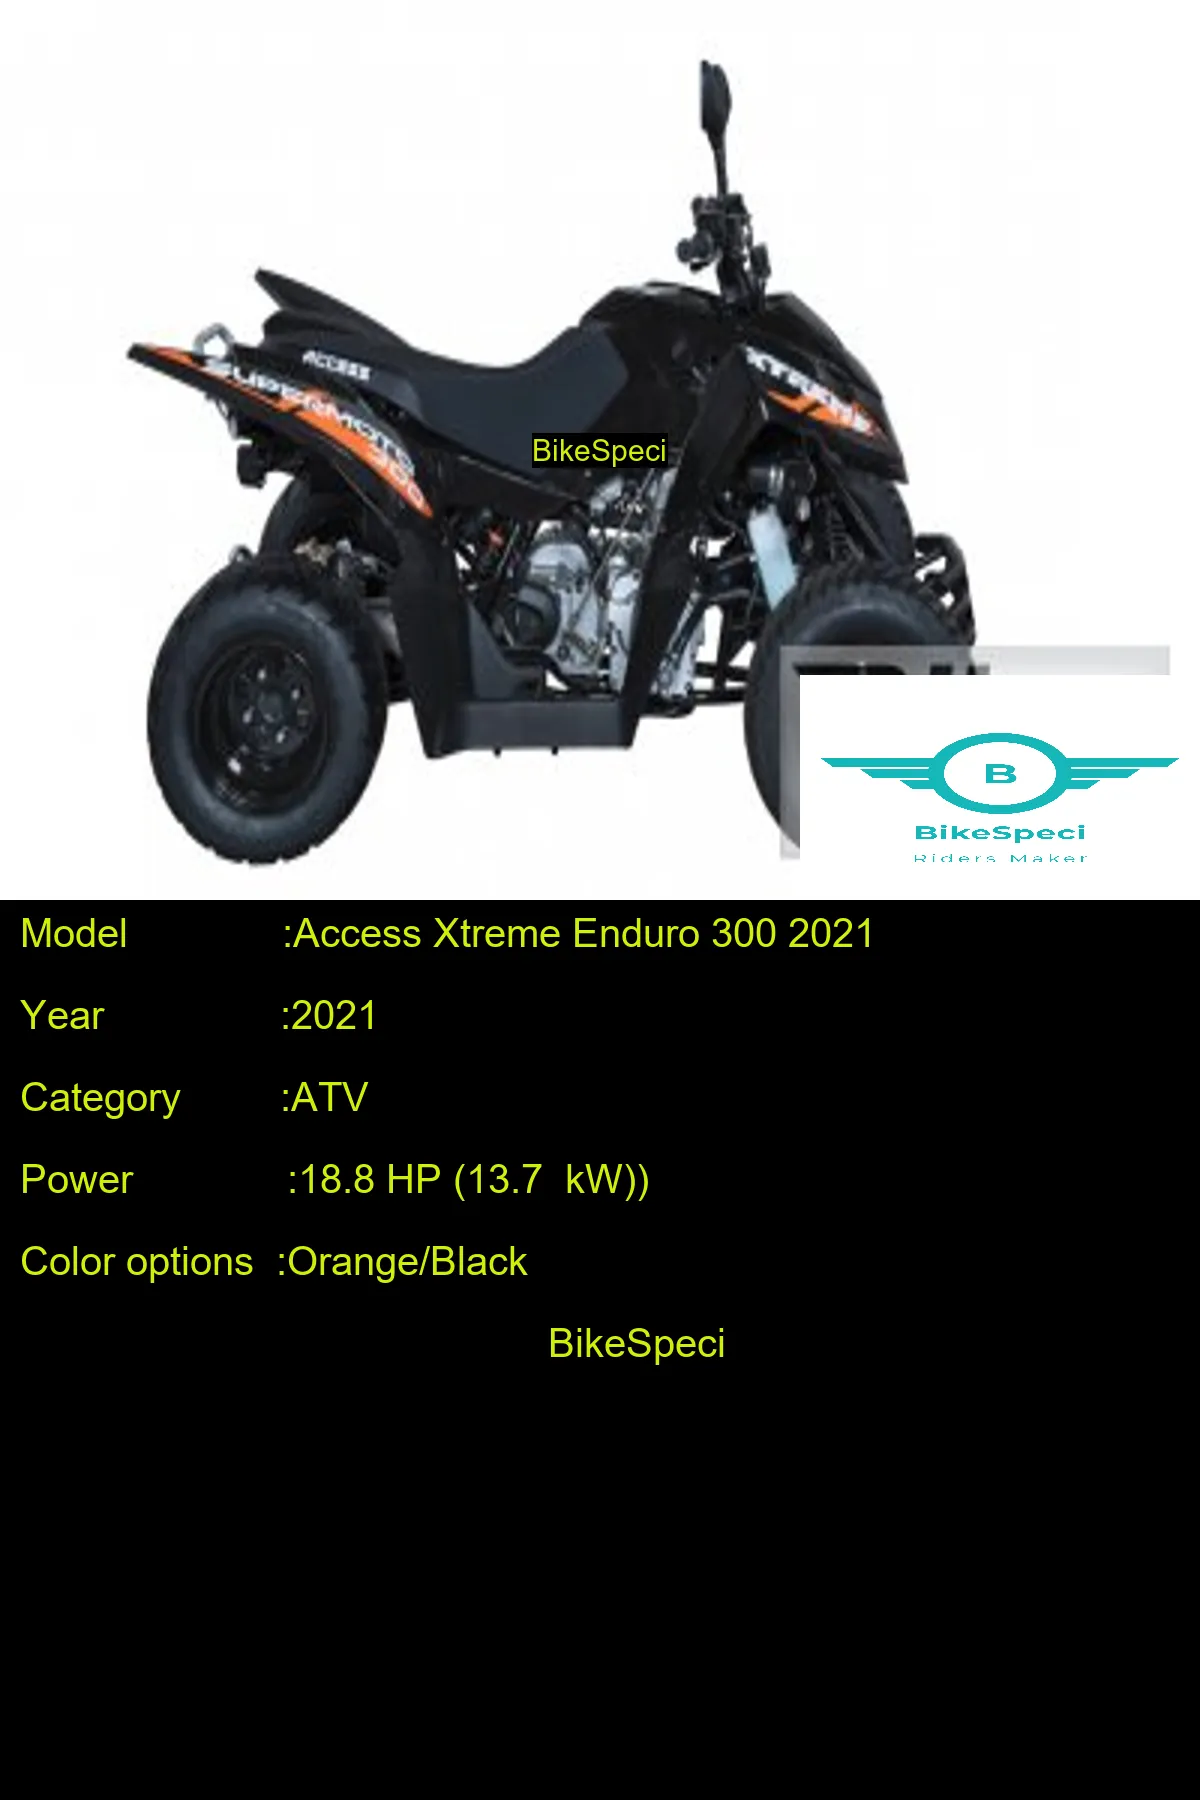 ACCESS
SUPERMOTO
300
XTREME
BikeSpeci
B
BikeSpeci
Riders Maker
Model :Access Xtreme Enduro 300 2021
Year :2021
Category :ATV
Power :18.8 HP (13.7 kW))
Color options :Orange/Black
BikeSpeci